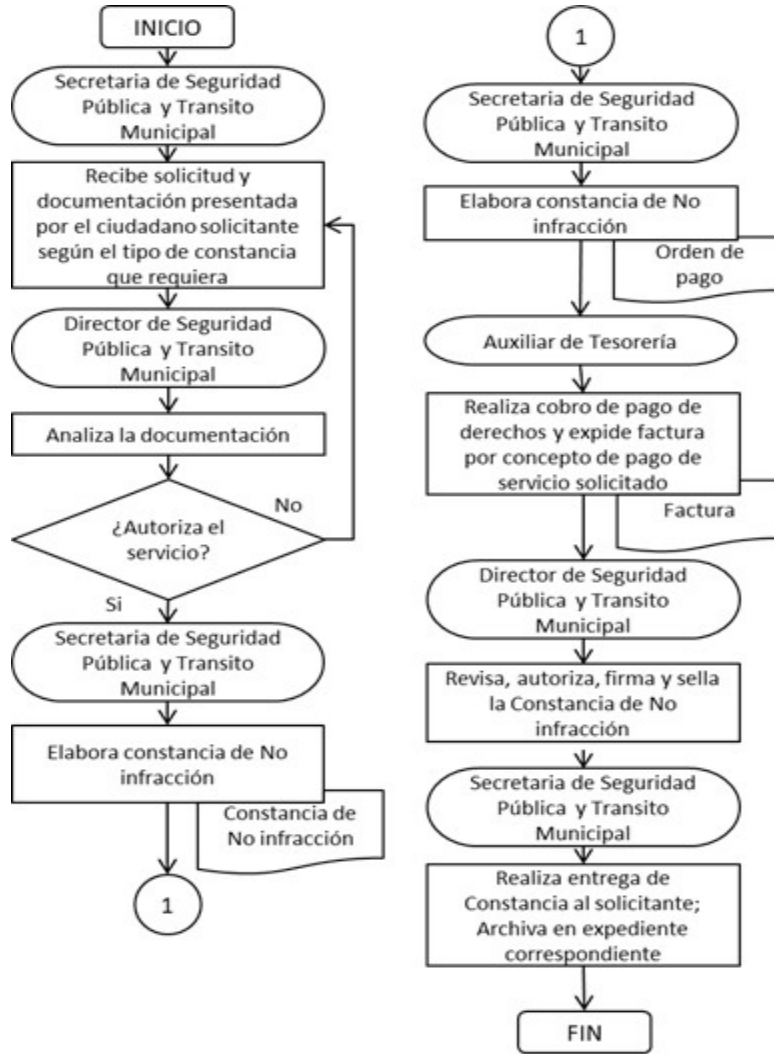 INICIO
Secretaria de Seguridad
Pública y Transito
Municipal
Recibe solicitud y
documentación presentada
por el ciudadano solicitante
según el tipo de constancia
que requiera
Director de Seguridad
Pública y Transito
Municipal
Analiza la documentación
No
¿Autoriza el
servicio?
Si
Secretaria de Seguridad
Pública y Transito
Municipal
Elabora constancia de No
infracción
Constancia de
No infracción
1
1
Secretaria de Seguridad
Pública y Transito
Municipal
Elabora constancia de No
infracción
Orden de
pago
Auxiliar de Tesorería
Realiza cobro de pago de
derechos y expide factura
por concepto de pago de
servicio solicitado
Factura
Director de Seguridad
Pública y Transito
Municipal
Revisa, autoriza, firma y sella
la Constancia de No
infracción
Secretaria de Seguridad
Pública y Transito
Municipal
Realiza entrega de
Constancia al solicitante;
Archiva en expediente
correspondiente
FIN